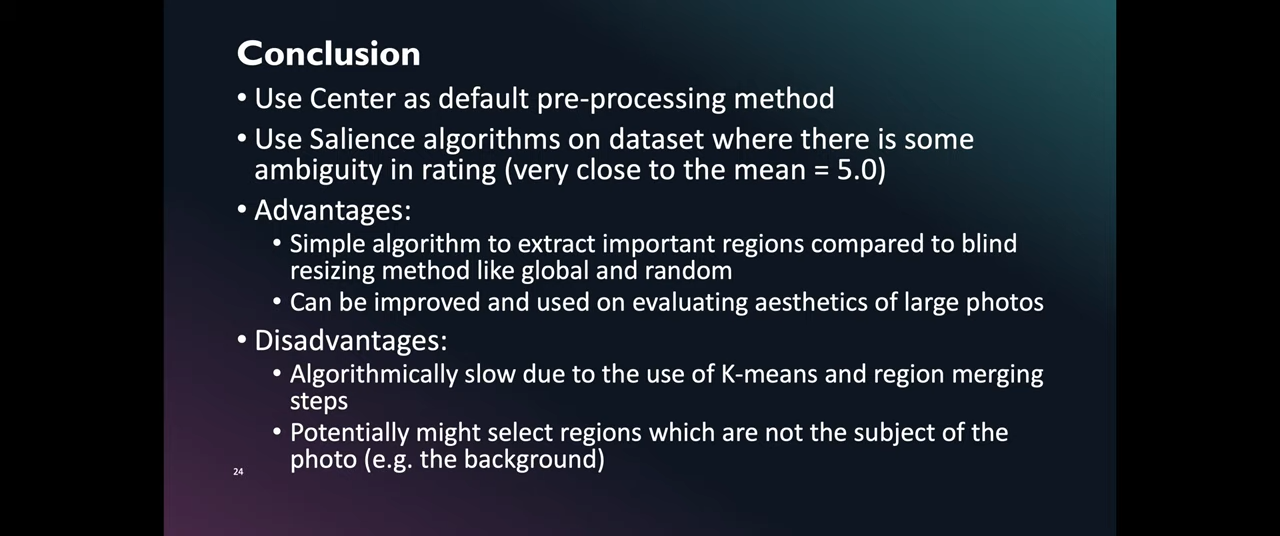 Conclusion
• Use Center as default pre-processing method
• Use Salience algorithms on dataset where there is some
ambiguity in rating (very close to the mean = 5.0)
• Advantages:
• Simple algorithm to extract important regions compared to blind
resizing method like global and random
• Can be improved and used on evaluating aesthetics of large photos
• Disadvantages:
• Algorithmically slow due to the use of K-means and region merging
steps
• Potentially might select regions which are not the subject of the
photo (e.g. the background)
24